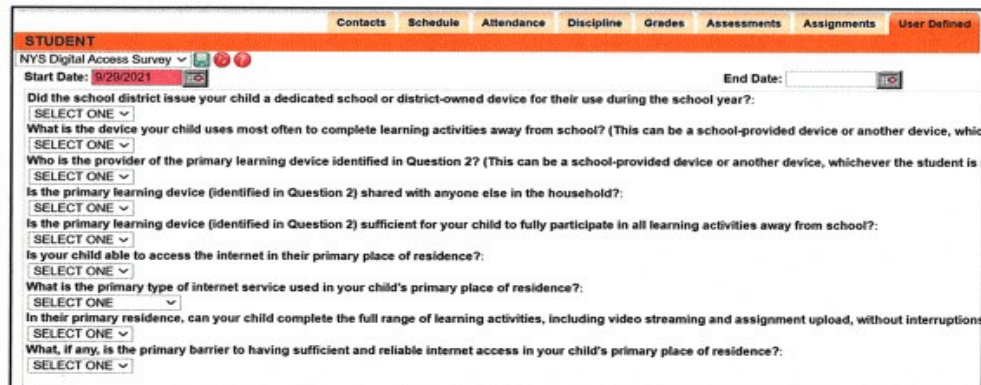 Contacts Schedule Attendance Discipline Grades Assessments Assignments User Defined
STUDENT
NYS Digital Access Survey
Start Date: 9/29/2021 End Date:
Did the school district issue your child a dedicated school or district-owned device for their use during the school year?:
SELECT ONE
What is the device your child uses most often to complete learning activities away from school? (This can be a school-provided device or another device, whic
SELECT ONE
Who is the provider of the primary learning device identified in Question 2? (This can be a school-provided device or another device, whichever the student is
SELECT ONE
Is the primary learning device (identified in Question 2) shared with anyone else in the household?:
SELECT ONE
Is the primary learning device (identified in Question 2) sufficient for your child to fully participate in all learning activities away from school?:
SELECT ONE
Is your child able to access the internet in their primary place of residence?:
SELECT ONE
What is the primary type of internet service used in your child's primary place of residence?:
SELECT ONE
In their primary residence, can your child complete the full range of learning activities, including video streaming and assignment upload, without interruptions
SELECT ONE
What, if any, is the primary barrier to having sufficient and reliable internet access in your child's primary place of residence?:
SELECT ONE